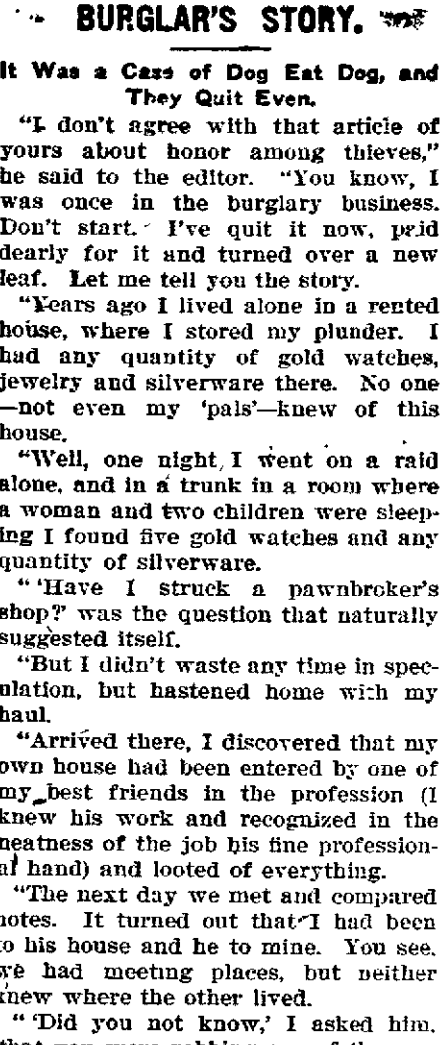 BURGLAR'S STORY.
It Was a Case of Dog Eat Dog, and
They Quit Even.
"I don't agree with that article of
yours about honor among thieves,"
he said to the editor. "You know, I
was once in the burglary business.
Don't start. I've quit it now, paid
dearly for it and turned over a new
leaf. Let me tell you the story.
"Years ago I lived alone in a rented
house, where I stored my plunder. I
had any quantity of gold watches,
jewelry and silverware there. No one
—not even my 'pals'—knew of this
house.
"Well, one night I went on a raid
alone, and in a trunk in a room where
a woman and two children were sleep-
ing I found five gold watches and any
quantity of silverware.
"'Have I struck a pawnbroker's
shop?' was the question that naturally
suggested itself.
"But I didn't waste any time in spec-
ulation, but hastened home with my
haul.
"Arrived there, I discovered that my
own house had been entered by one of
my best friends in the profession (I
knew his work and recognized in the
neatness of the job his fine profession-
al hand) and looted of everything.
"The next day we met and compared
notes. It turned out that I had been
to his house and he to mine. You see,
we had meeting places, but neither
knew where the other lived.
"'Did you not know,' I asked him,